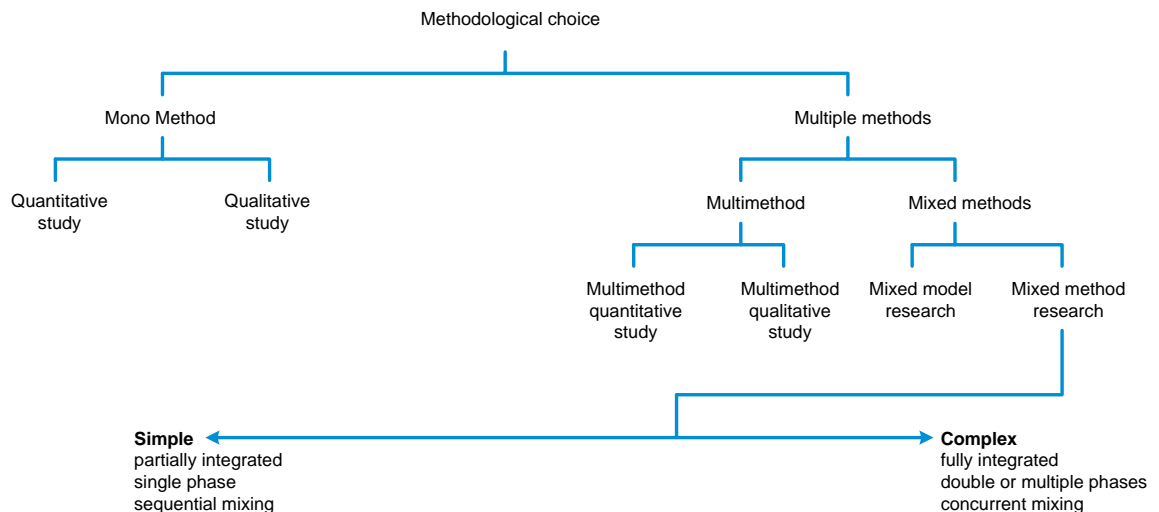 Methodological choice
Mono Method
Multiple methods
Quantitative
study
Qualitative
study
Multimethod
Mixed methods
Multimethod
quantitative
study
Multimethod
qualitative
study
Mixed model
research
Mixed method
research
Simple
partially integrated
single phase
sequential mixing
Complex
fully integrated
double or multiple phases
concurrent mixing